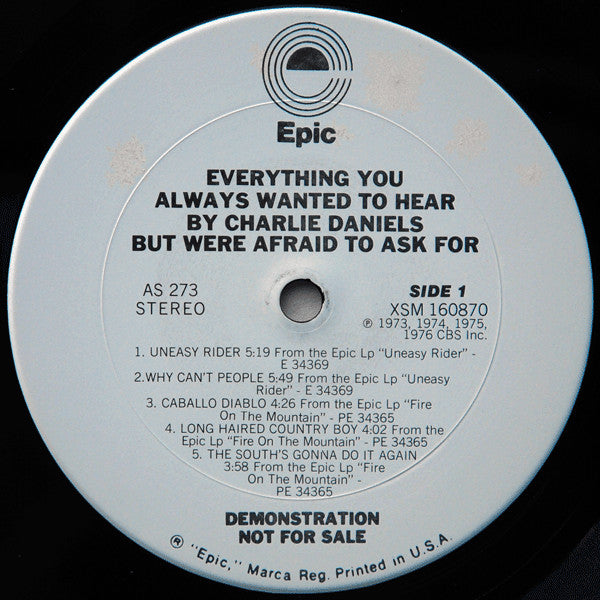 Epic
EVERYTHING YOU
ALWAYS WANTED TO HEAR
BY CHARLIE DANIELS
BUT WERE AFRAID TO ASK FOR
AS 273
STEREO
SIDE 1
XSM 160870
℗ 1973, 1974, 1975,
1976 CBS Inc.
1. UNEASY RIDER 5:19 From the Epic Lp "Uneasy Rider" -
E 34369
2.WHY CAN'T PEOPLE 5:49 From the Epic Lp "Uneasy
Rider" - E 34369
3. CABALLO DIABLO 4:26 From the Epic Lp "Fire
On The Mountain" - PE 34365
4. LONG HAIRED COUNTRY BOY 4:02 From the
Epic Lp "Fire On The Mountain" - PE 34365
5. THE SOUTH'S GONNA DO IT AGAIN
3:58 From the Epic Lp "Fire
On The Mountain" -
PE 34365
DEMONSTRATION
NOT FOR SALE
® "Epic," Marca Reg. Printed in U.S.A.